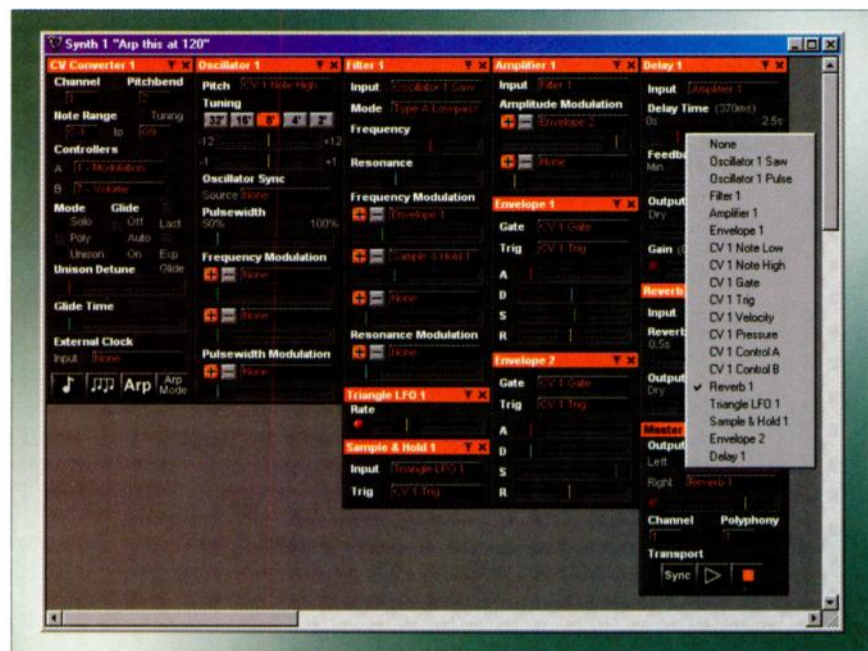 Synth 1 "Arp this at 120"
CV Converter 1
Channel Pitchbend
1 2
Note Range Tuning
C-1 to G9
Controllers
A 1 - Modulation
B 7 - Volume
Mode Glide
Solo Off Last
Poly Auto
Unison On Exp
Unison Detune Glide
Glide Time
External Clock
Input None
Arp Arp Mode
Oscillator 1
Pitch CV 1 Note High
Tuning
32' 16' 8' 4' 2'
-12 +12
-1 +1
Oscillator Sync
Source None
Pulsewidth
50% 100%
Frequency Modulation
None
None
Pulsewidth Modulation
None
Filter 1
Input Oscillator 1 Saw
Mode Type A Lowpass
Frequency
Resonance
Frequency Modulation
Envelope 1
Sample & Hold 1
None
Resonance Modulation
None
Triangle LFO 1
Rate
Sample & Hold 1
Input Triangle LFO 1
Trig CV 1 Trig
Amplifier 1
Input Filter 1
Amplitude Modulation
Envelope 2
None
Envelope 1
Gate CV 1 Gate
Trig CV 1 Trig
A
D
S
R
Envelope 2
Gate CV 1 Gate
Trig CV 1 Trig
A
D
S
R
Delay 1
Input Amplifier 1
Delay Time (370ms)
0s 2.5s
Feedb
Min
Output
Dry
Gain (0
Reverb
Input
Reverb
0.5s
Output
Dry
Master
Output
Left
Right Reverb 1
Channel Polyphony
1 1
Transport
Sync
None
Oscillator 1 Saw
Oscillator 1 Pulse
Filter 1
Amplifier 1
Envelope 1
CV 1 Note Low
CV 1 Note High
CV 1 Gate
CV 1 Trig
CV 1 Velocity
CV 1 Pressure
CV 1 Control A
CV 1 Control B
✓ Reverb 1
Triangle LFO 1
Sample & Hold 1
Envelope 2
Delay 1